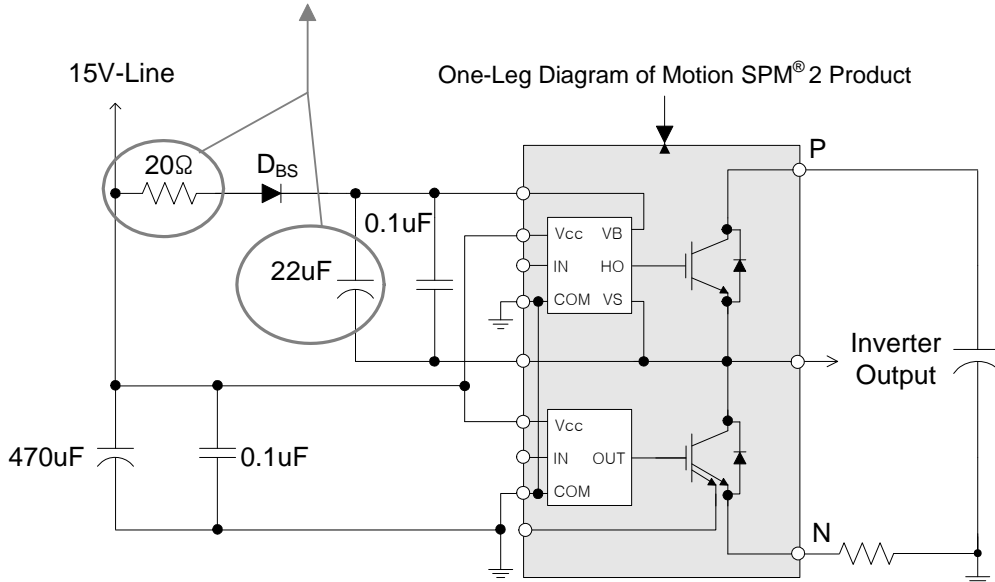 15V-Line
One-Leg Diagram of Motion SPM® 2 Product
P
20Ω
DBS
0.1uF
22uF
Vcc
VB
IN
HO
COM
VS
Inverter
Output
Vcc
IN
OUT
COM
470uF
0.1uF
N